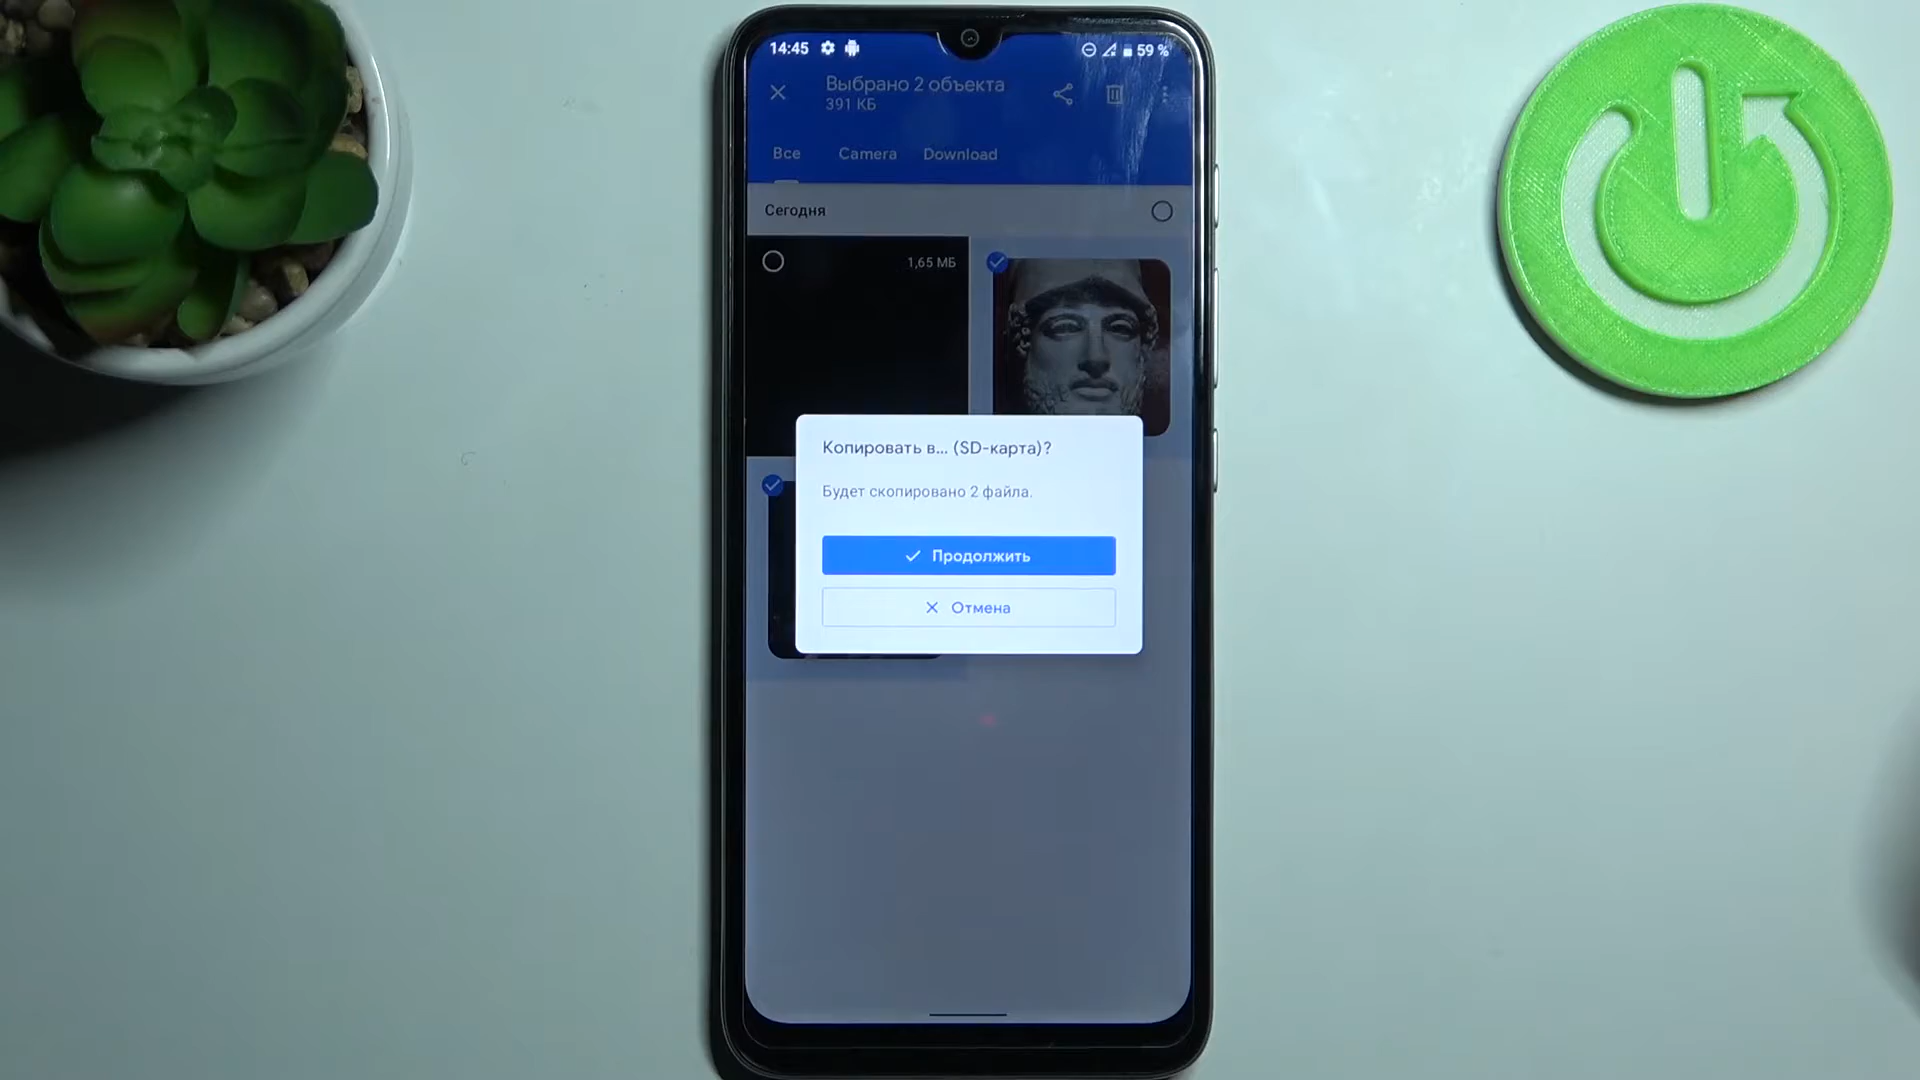 14:45
59 %
Выбрано 2 объекта
391 КБ
Все Camera Download
Сегодня
1,65 МБ
Копировать в... (SD-карта)?
Будет скопировано 2 файла.
Продолжить
Отмена